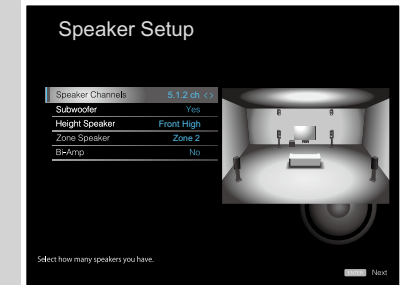 Speaker Setup
Speaker Channels 5.1.2 ch <>
Subwoofer Yes
Height Speaker Front High
Zone Speaker Zone 2
Bi-Amp No
Select how many speakers you have.
ENTER Next